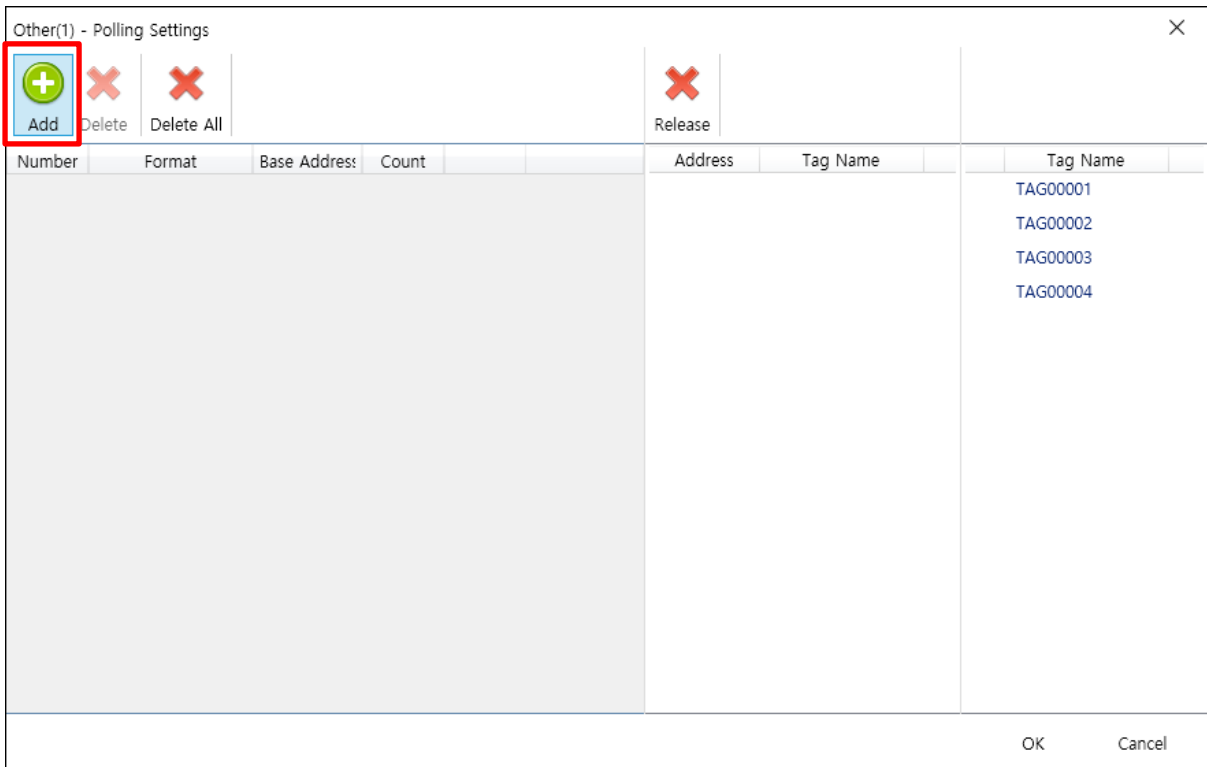 Other(1) - Polling Settings
Add Delete Delete All Release
Number Format Base Address Count Address Tag Name Tag Name
TAG00001
TAG00002
TAG00003
TAG00004
OK Cancel